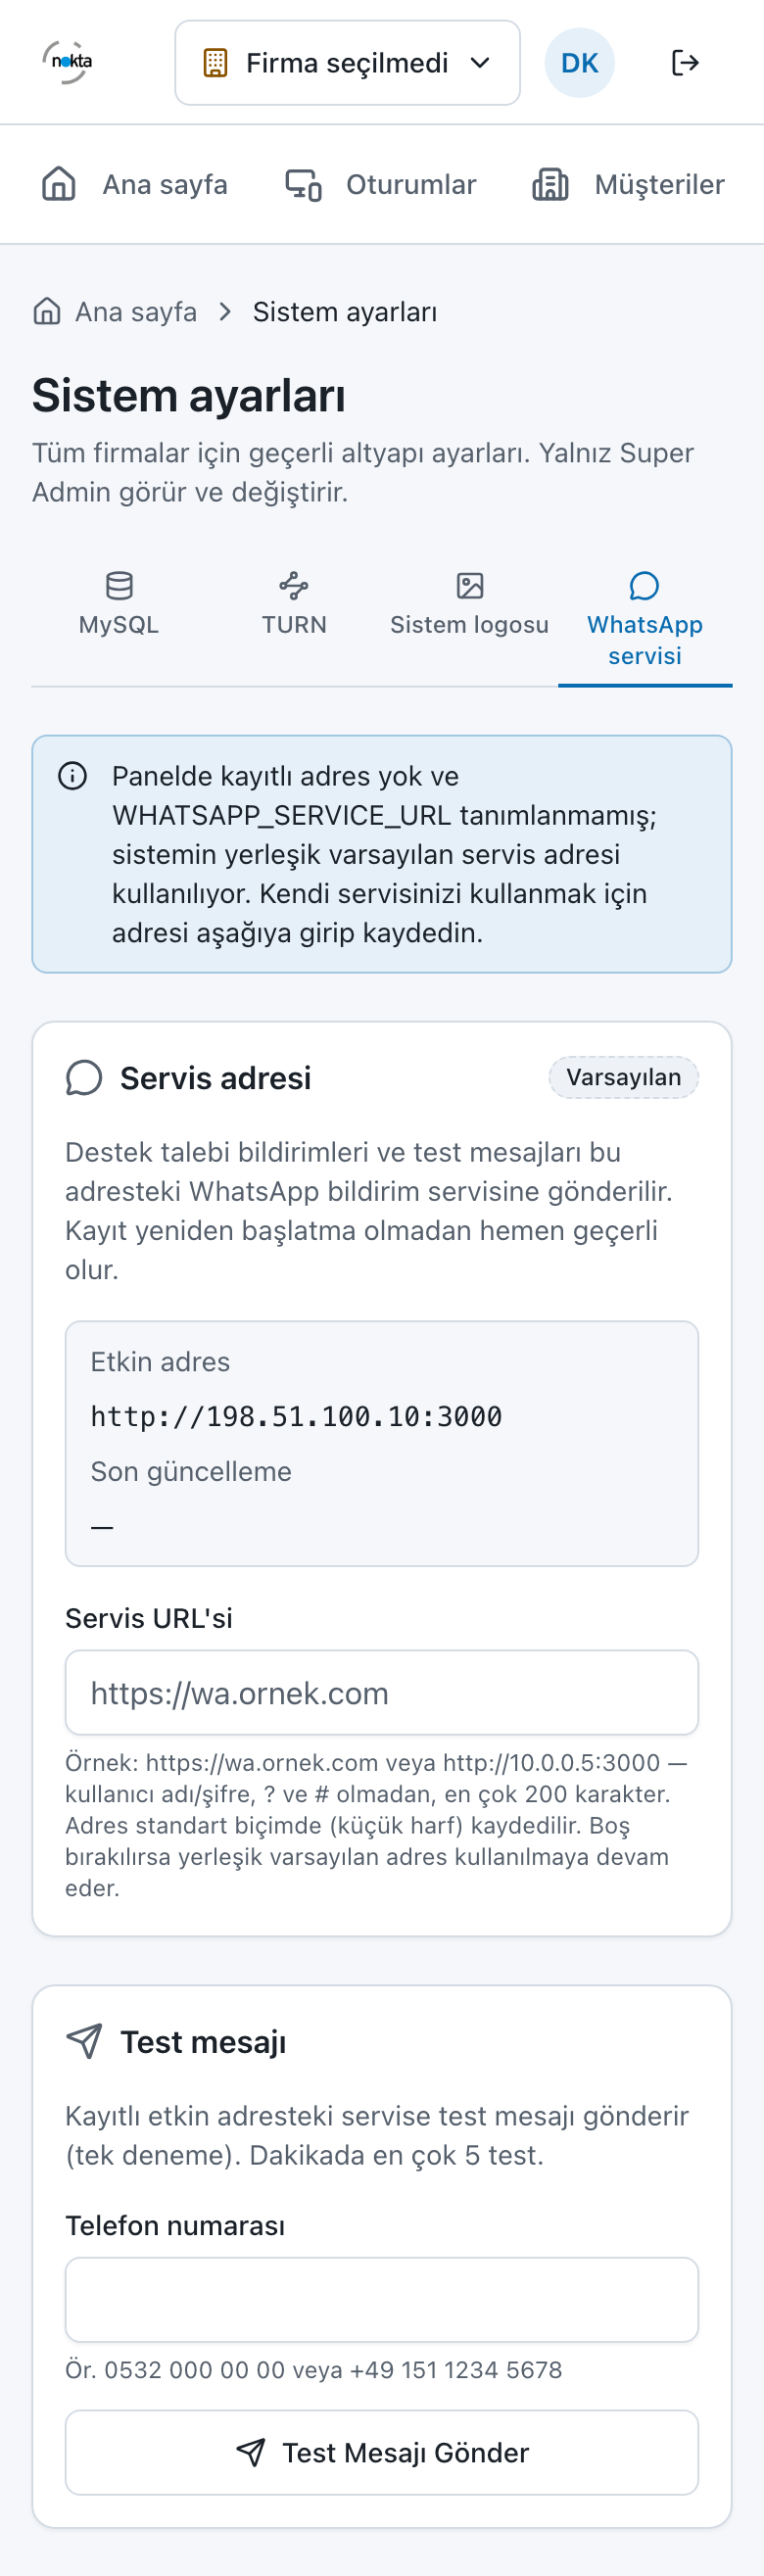 nokta
Firma seçilmedi
DK
Ana sayfa
Oturumlar
Müşteriler
Ana sayfa > Sistem ayarları
Sistem ayarları
Tüm firmalar için geçerli altyapı ayarları. Yalnız Super
Admin görür ve değiştirir.
MySQL
TURN
Sistem logosu
WhatsApp
servisi
Panelde kayıtlı adres yok ve
WHATSAPP_SERVICE_URL tanımlanmamış;
sistemin yerleşik varsayılan servis adresi
kullanılıyor. Kendi servisinizi kullanmak için
adresi aşağıya girip kaydedin.
Servis adresi
Varsayılan
Destek talebi bildirimleri ve test mesajları bu
adresteki WhatsApp bildirim servisine gönderilir.
Kayıt yeniden başlatma olmadan hemen geçerli
olur.
Etkin adres
http://198.51.100.10:3000
Son güncelleme
—
Servis URL'si
https://wa.ornek.com
Örnek: https://wa.ornek.com veya http://10.0.0.5:3000 —
kullanıcı adı/şifre, ? ve # olmadan, en çok 200 karakter.
Adres standart biçimde (küçük harf) kaydedilir. Boş
bırakılırsa yerleşik varsayılan adres kullanılmaya devam
eder.
Test mesajı
Kayıtlı etkin adresteki servise test mesajı gönderir
(tek deneme). Dakikada en çok 5 test.
Telefon numarası
Ör. 0532 000 00 00 veya +49 151 1234 5678
Test Mesajı Gönder